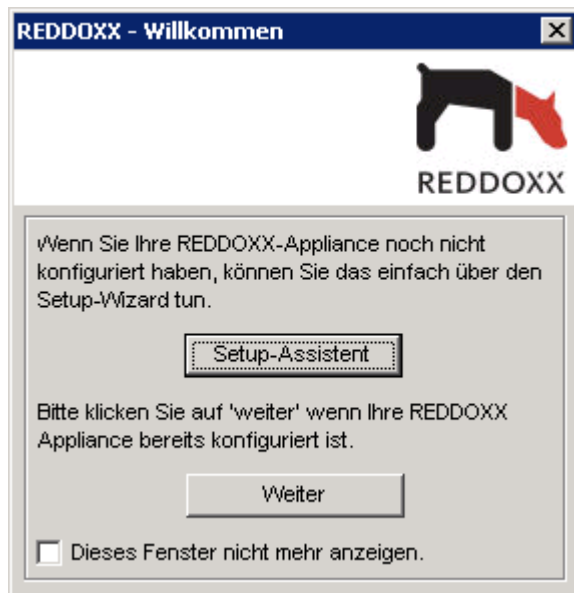 REDDOXX - Willkommen
REDDOXX
Wenn Sie Ihre REDDOXX-Appliance noch nicht
konfiguriert haben, können Sie das einfach über den
Setup-Wizard tun.
Setup-Assistent
Bitte klicken Sie auf 'weiter' wenn Ihre REDDOXX
Appliance bereits konfiguriert ist.
Weiter
Dieses Fenster nicht mehr anzeigen.